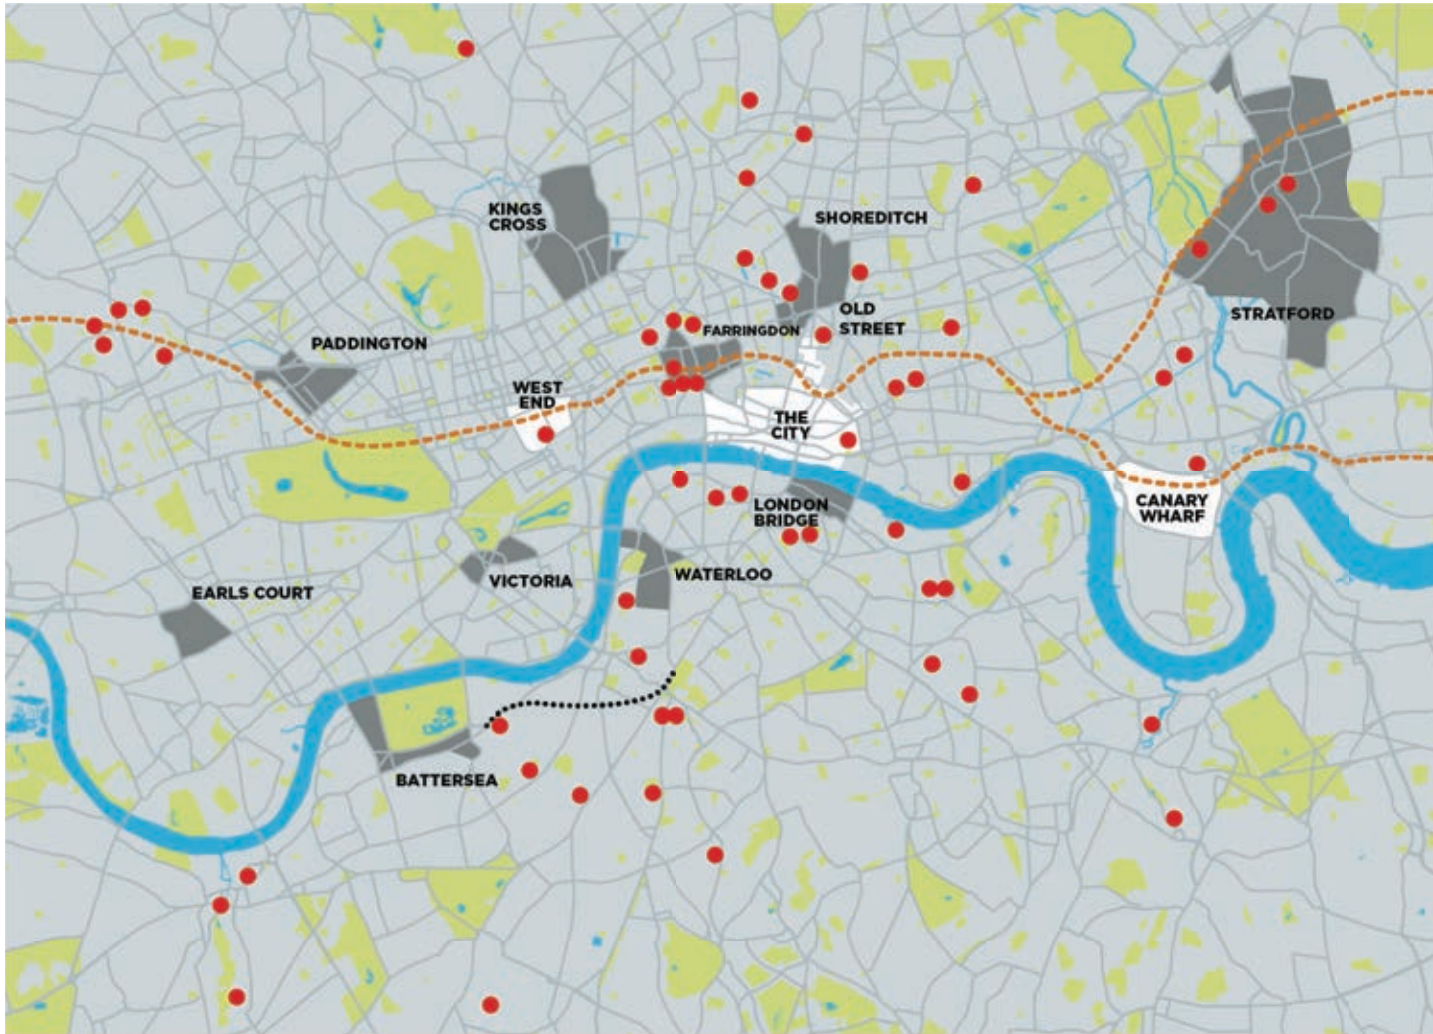 KINGS
CROSS
SHOREDITCH
OLD
STREET
STRATFORD
FARRINGDON
PADDINGTON
WEST
END
THE
CITY
LONDON
BRIDGE
CANARY
WHARF
VICTORIA
WATERLOO
EARLS COURT
BATTERSEA